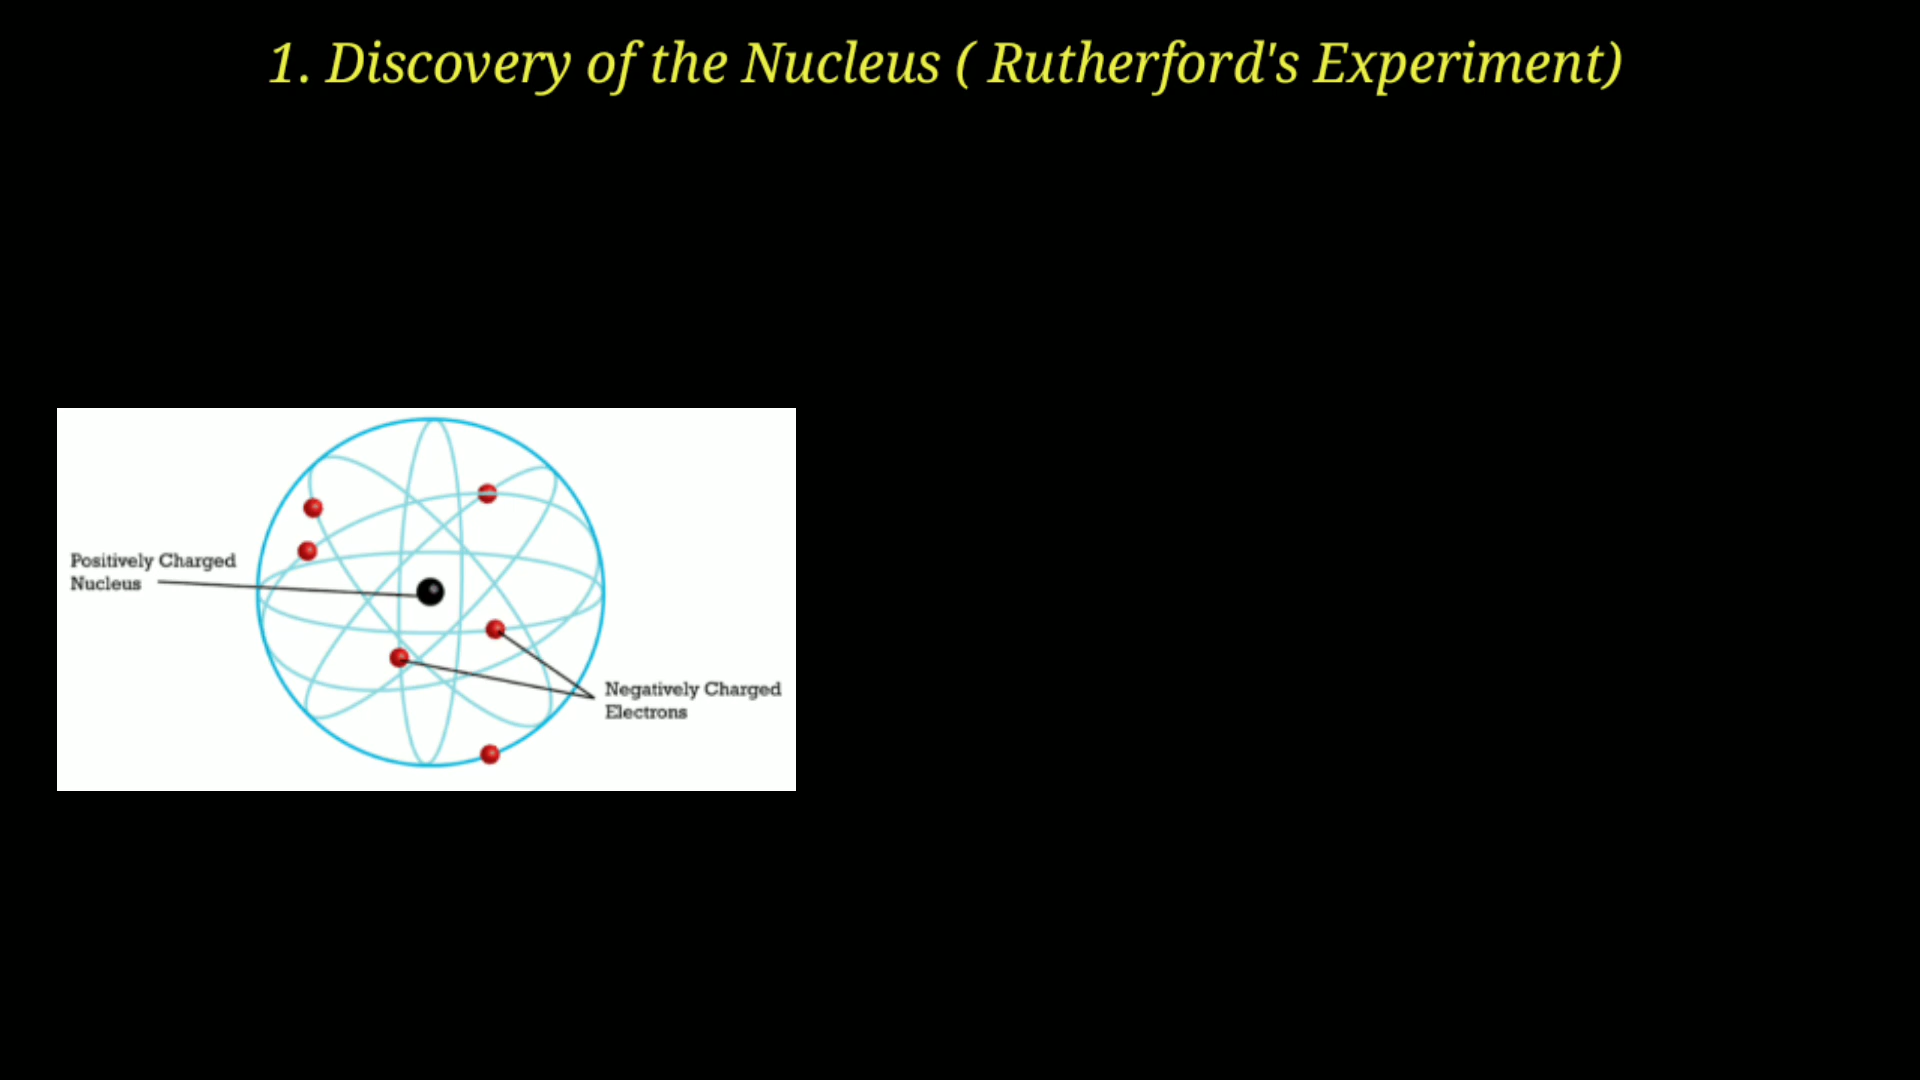 1. Discovery of the Nucleus ( Rutherford's Experiment)
Positively Charged
Nucleus
Negatively Charged
Electrons